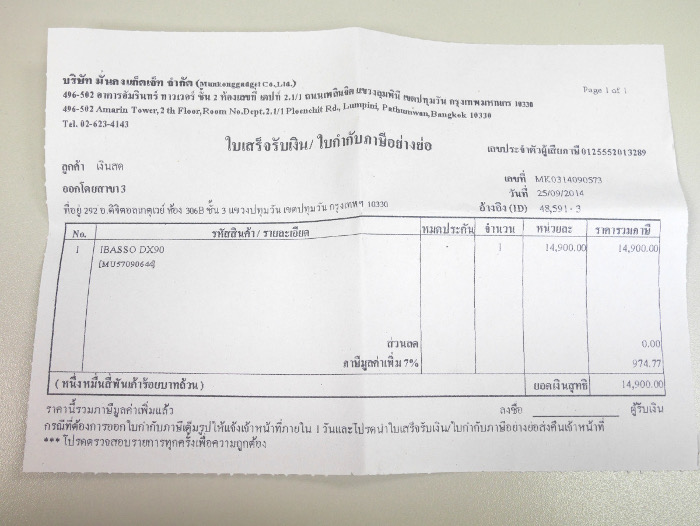 บริษัท มั่นคงแก็ดเจ็ท จำกัด (Munkonggadget Co.,Ltd.)
Page 1 of 1
496-502 อาคารอัมรินทร์ ทาวเวอร์ ชั้น 2 ห้องเลขที่ เดปท์ 2.1/1 ถนนเพลินจิต แขวงลุมพินี เขตปทุมวัน กรุงเทพมหานคร 10330
496-502 Amarin Tower,2 th Floor,Room No.Dept.2.1/1 Ploenchit Rd., Lumpini, Pathumwan,Bangkok 10330
Tel. 02-623-4143
ใบเสร็จรับเงิน/ ใบกำกับภาษีอย่างย่อ
เลขประจำตัวผู้เสียภาษี 0125552013289
ลูกค้า เงินสด
เลขที่ MK0314090573
ออกโดยสาขา 3
วันที่ 25/09/2014
ที่อยู่ 292 อ.ดิจิตอลเกตุเวย์ ห้อง 306B ชั้น 3 แขวงปทุมวัน เขตปทุมวัน กรุงเทพฯ 10330
อ้างอิง (ID) 48,591 - 3
No. รหัสสินค้า/ รายละเอียด หมดประกัน จำนวน หน่วยละ ราคารวมภาษี
1 IBASSO DX90 - 1 14,900.00 14,900.00
[MU57090644]
ส่วนลด 0.00
ภาษีมูลค่าเพิ่ม 7% 974.77
( หนึ่งหมื่นสี่พันเก้าร้อยบาทถ้วน ) ยอดเงินสุทธิ 14,900.00
ราคานี้รวมภาษีมูลค่าเพิ่มแล้ว ลงชื่อ ผู้รับเงิน
กรณีที่ต้องการออกใบกำกับภาษีเต็มรูปให้แจ้งเจ้าหน้าที่ภายใน 1 วันและโปรดนำใบเสร็จรับเงิน/ใบกำกับภาษีอย่างย่อส่งคืนเจ้าหน้าที่
*** โปรดตรวจสอบรายการทุกครั้งเพื่อความถูกต้อง